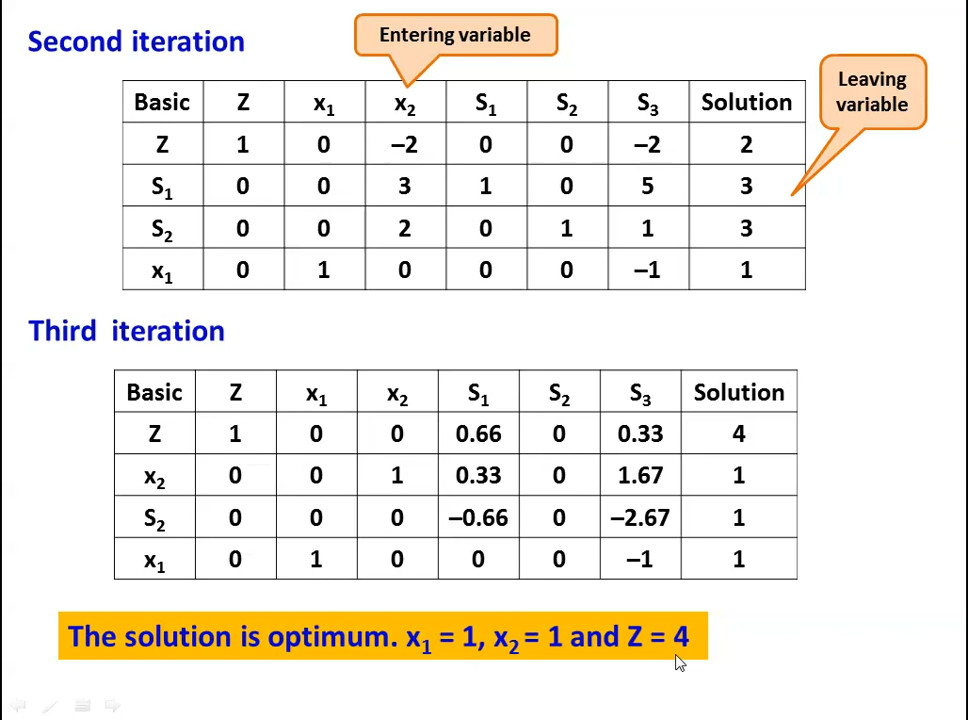 Second iteration
Entering variable
Leaving
variable
Basic Z x₁ x₂ S₁ S₂ S₃ Solution
Z 1 0 –2 0 0 –2 2
S₁ 0 0 3 1 0 5 3
S₂ 0 0 2 0 1 1 3
x₁ 0 1 0 0 0 –1 1
Third iteration
Basic Z x₁ x₂ S₁ S₂ S₃ Solution
Z 1 0 0 0.66 0 0.33 4
x₂ 0 0 1 0.33 0 1.67 1
S₂ 0 0 0 –0.66 0 –2.67 1
x₁ 0 1 0 0 0 –1 1
The solution is optimum. x₁ = 1, x₂ = 1 and Z = 4